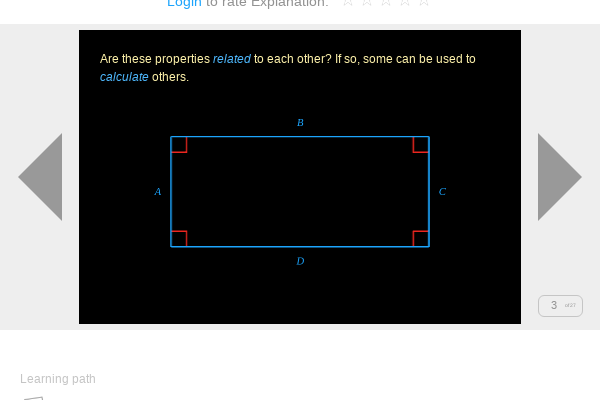 Login to rate Explanation:
Are these properties related to each other? If so, some can be used to
calculate others.
B
A
C
D
3 of 27
Learning path